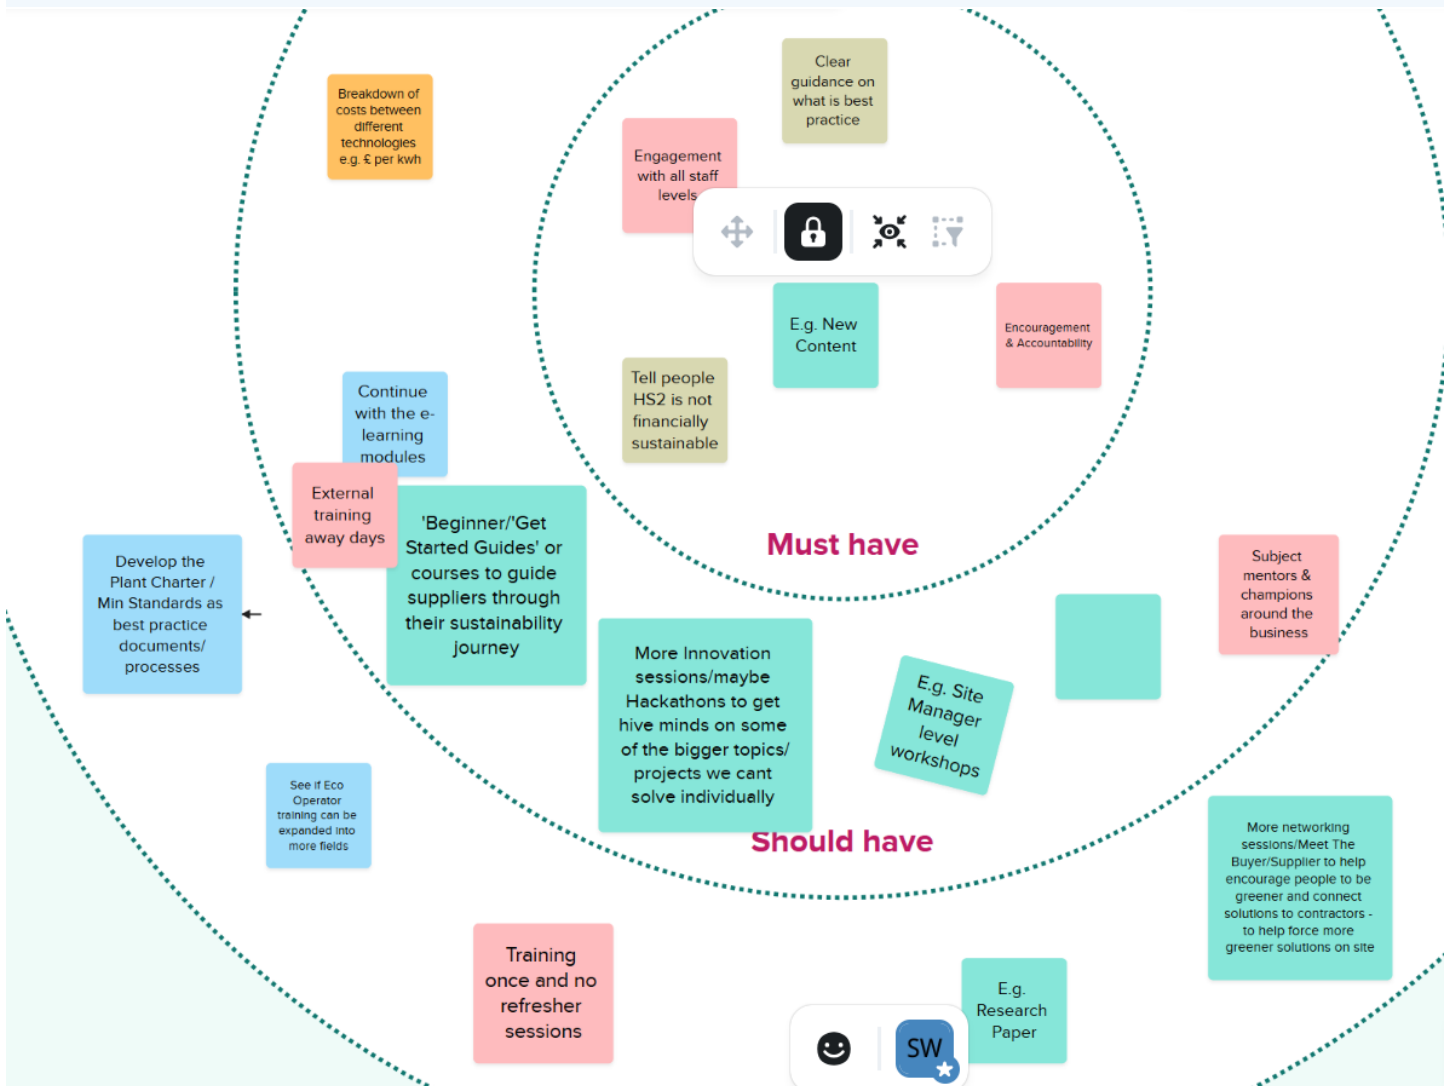 Clear
guidance on
what is best
practice
Breakdown of
costs between
different
technologies
e.g. £ per kwh
Engagement
with all staff
levels
E.g. New
Content
Encouragement
& Accountability
Tell people
HS2 is not
financially
sustainable
Continue
with the e-
learning
modules
External
training
away days
'Beginner/'Get
Started Guides' or
courses to guide
suppliers through
their sustainability
journey
Must have
Develop the
Plant Charter /
Min Standards as
best practice
documents/
processes
Subject
mentors &
champions
around the
business
More Innovation
sessions/maybe
Hackathons to get
hive minds on some
of the bigger topics/
projects we cant
solve individually
E.g. Site
Manager
level
workshops
See if Eco
Operator
training can be
expanded into
more fields
Should have
More networking
sessions/Meet The
Buyer/Supplier to help
encourage people to be
greener and connect
solutions to contractors -
to help force more
greener solutions on site
Training
once and no
refresher
sessions
E.g.
Research
Paper
SW